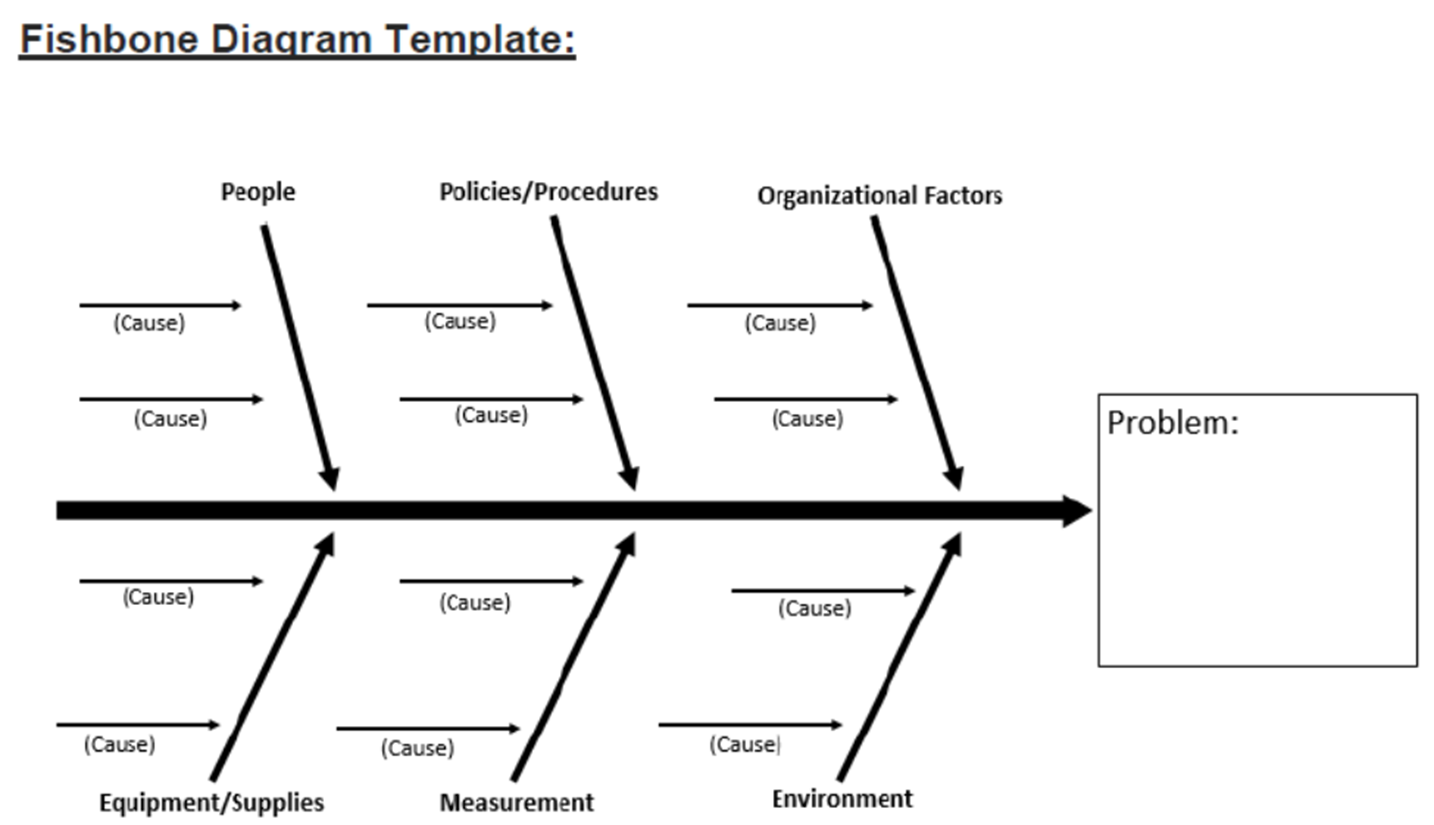 Fishbone Diagram Template:
People
Policies/Procedures
Organizational Factors
(Cause)
(Cause)
(Cause)
(Cause)
(Cause)
(Cause)
Problem:
(Cause)
(Cause)
(Cause)
(Cause)
(Cause)
(Cause)
Equipment/Supplies
Measurement
Environment